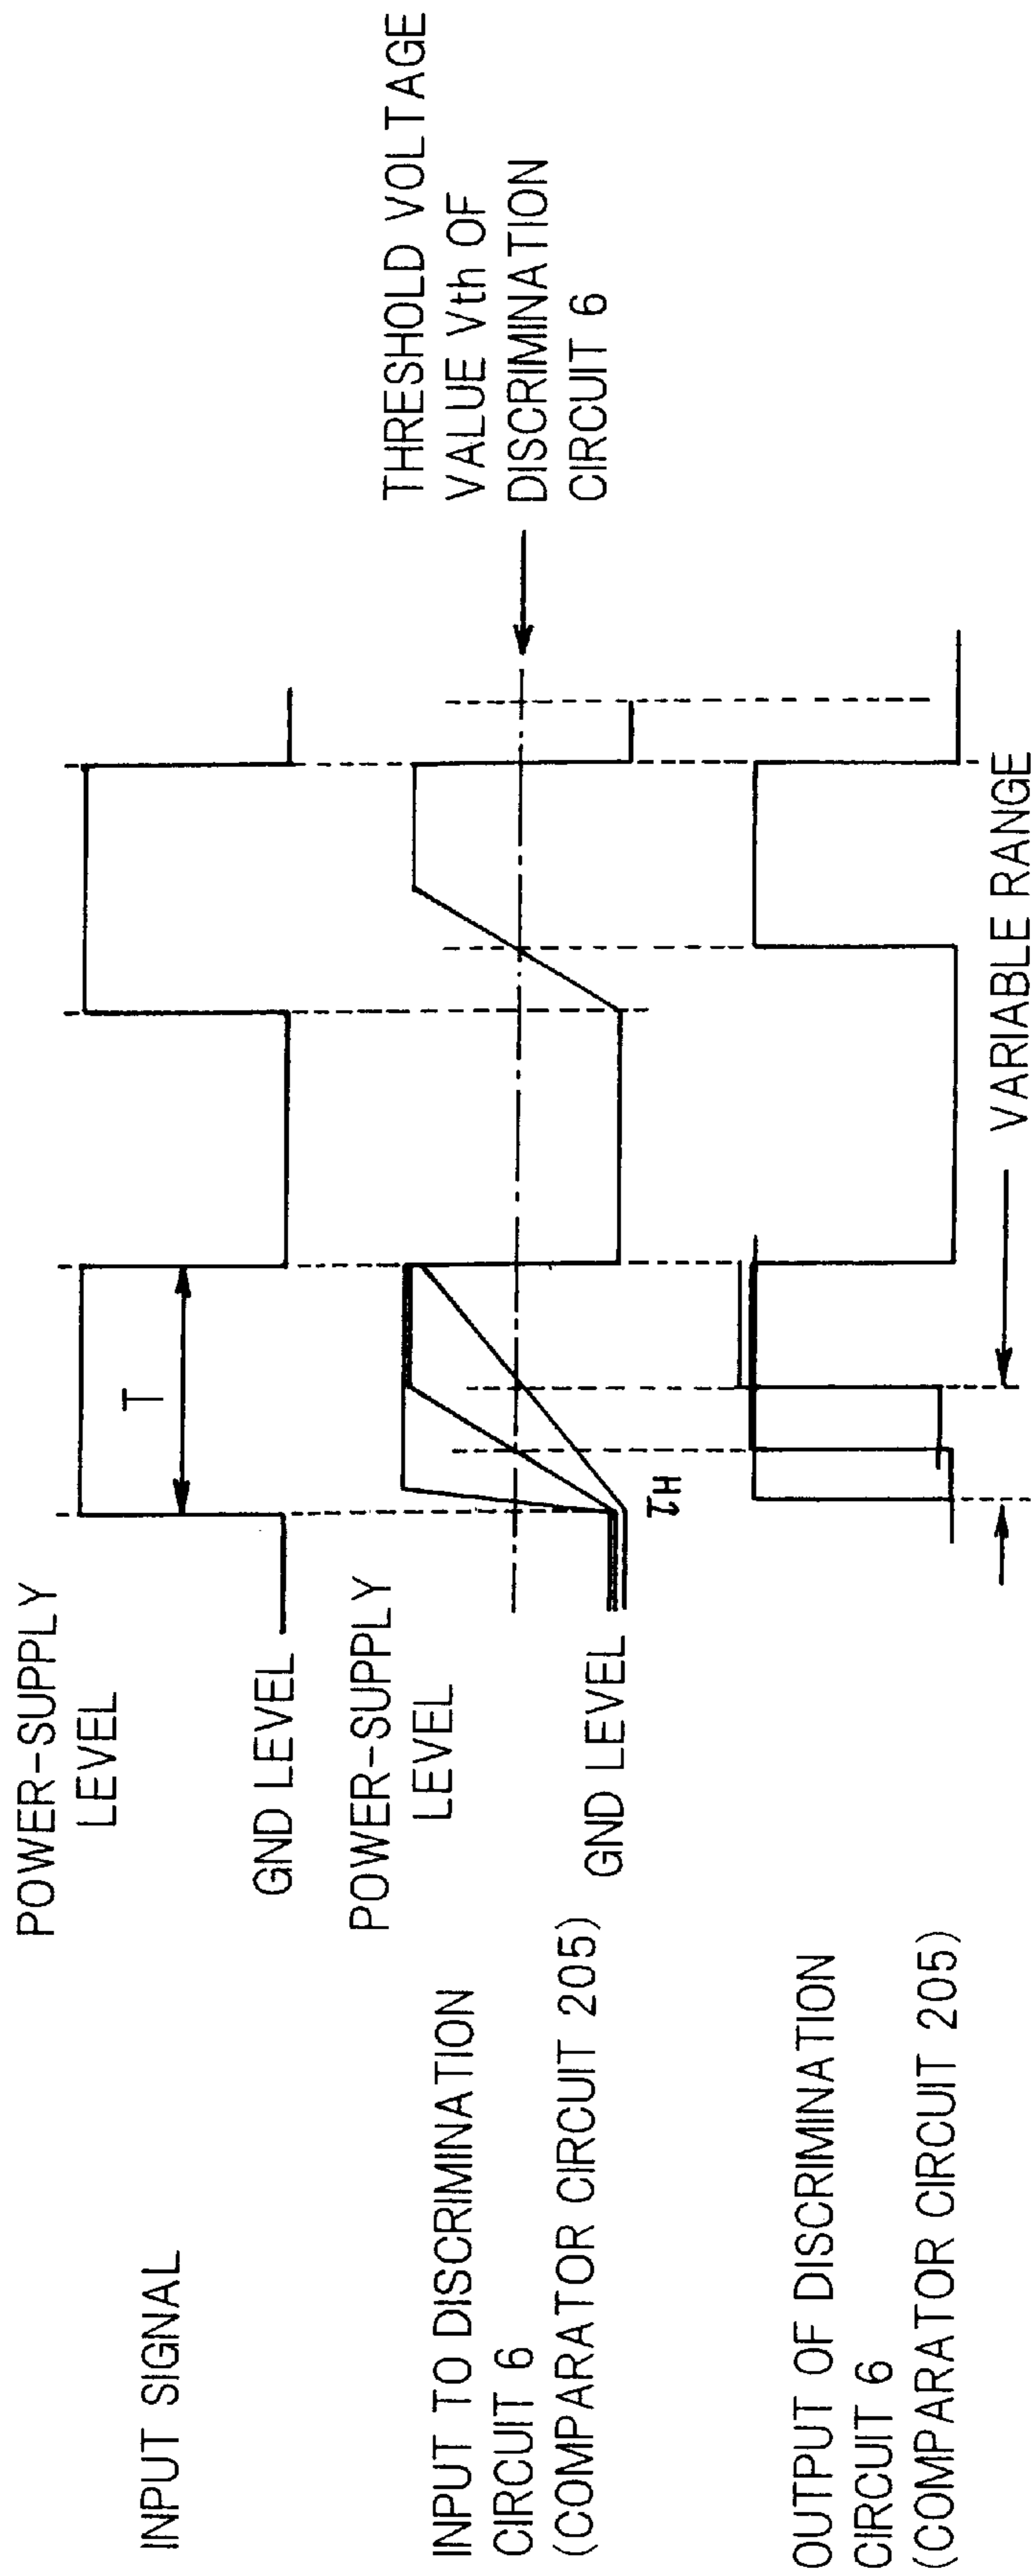 POWER-SUPPLY
LEVEL
INPUT SIGNAL
T
GND LEVEL
POWER-SUPPLY
LEVEL
INPUT TO DISCRIMINATION
CIRCUIT 6
(COMPARATOR CIRCUIT 205)
GND LEVEL
THRESHOLD VOLTAGE
VALUE Vth OF
DISCRIMINATION
CIRCUIT 6
OUTPUT OF DISCRIMINATION
CIRCUIT 6
(COMPARATOR CIRCUIT 205)
VARIABLE RANGE